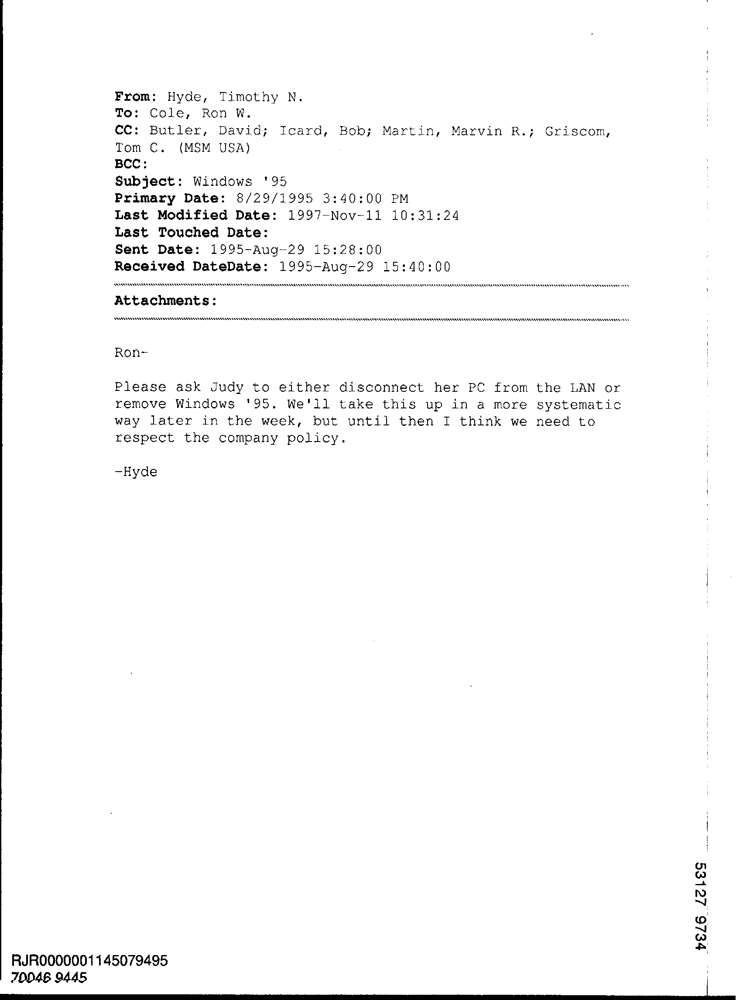 From: Hyde, Timothy N.
To: Cole, Ron W.
CC: Butler, David; Icard, Bob; Martin, Marvin R.; Griscom,
Tom C. (MSM USA)
BCC:
Subject: Windows '95
Primary Date: 8/29/1995 3:40:00 PM
Last Modified Date: 1997-Nov-11 10:31:24
Last Touched Date:
Sent Date: 1995-Aug-29 15:28:00
Received DateDate: 1995-Aug-29 15:40:00
Attachments:
Ron-
Please ask Judy to either disconnect her PC from the LAN or
remove Windows '95. We'll take this up in a more systematic
way later in the week, but until then I think we need to
respect the company policy.
-Hyde
53127 9734
RJR0000001145079495
70046 9445